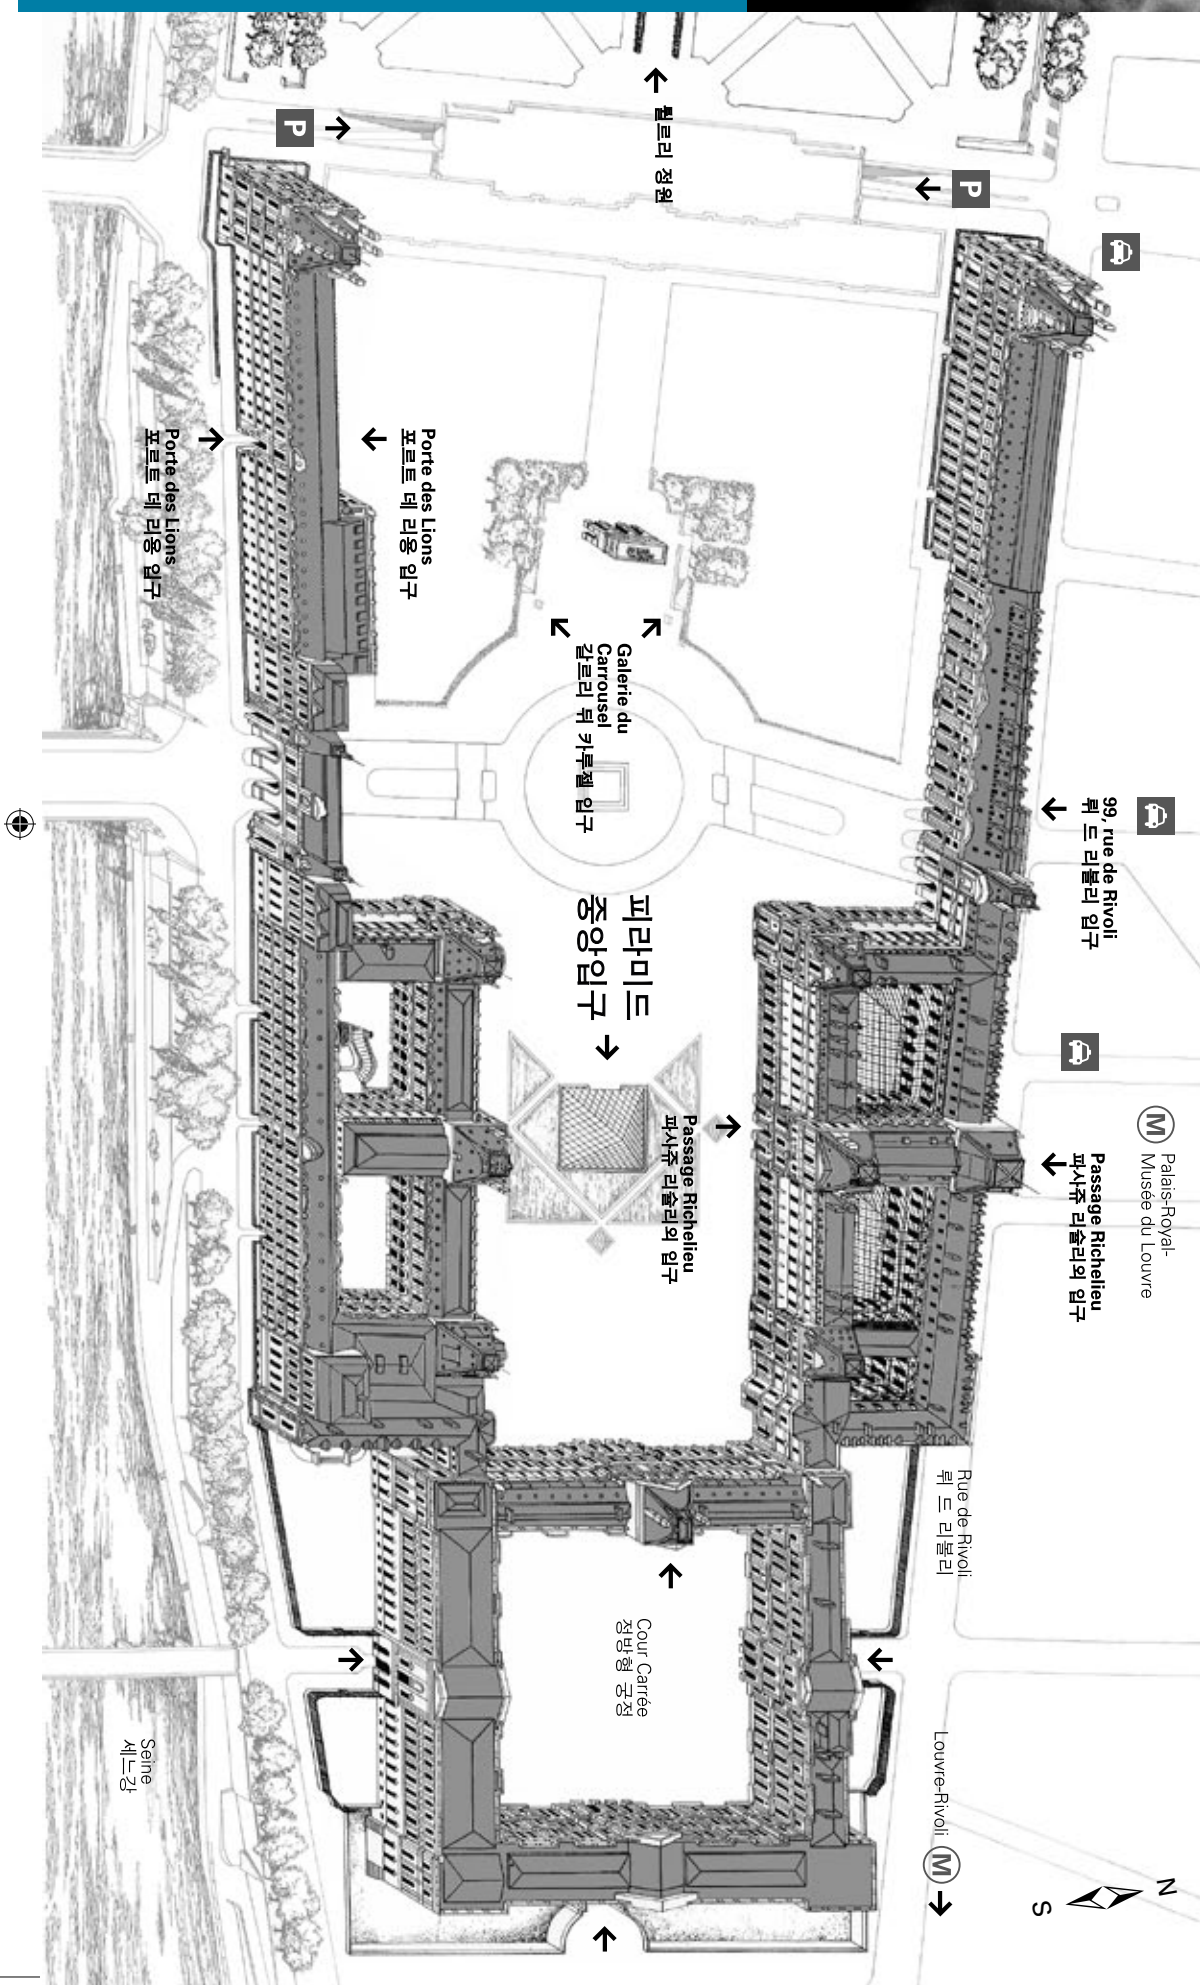 튈르리 정원
P
P
Porte des Lions
포르트 데 리옹 입구
Porte des Lions
포르트 데 리옹 입구
Galerie du
Carrousel
갈르리 뒤 카루젤 입구
99, rue de Rivoli
뤼 드 리볼리 입구
피라미드
중앙입구
Passage Richelieu
파사쥬 리슐리외 입구
Passage Richelieu
파사쥬 리슐리외 입구
M
Palais-Royal-
Musée du Louvre
Rue de Rivoli
뤼 드 리볼리
Cour Carrée
정방형 궁정
Seine
세느강
Louvre-Rivoli M
N
S